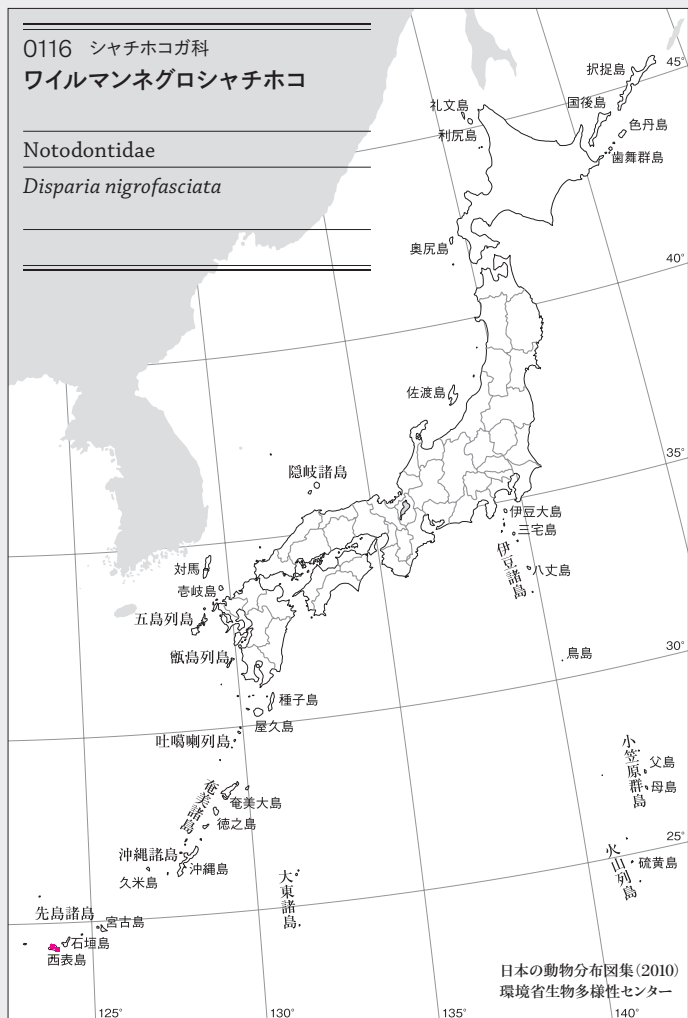 0116 シャチホコガ科
ワイルマンネグロシャチホコ
Notodontidae
Disparia nigrofasciata
択捉島
45°
礼文島
国後島
利尻島
色丹島
歯舞群島
奥尻島
40°
佐渡島
35°
隠岐諸島
伊豆大島
三宅島
伊豆諸島
八丈島
対馬
壱岐島
五島列島
甑島列島
鳥島
30°
種子島
屋久島
吐噶喇列島
小笠原群島
父島
母島
奄美諸島
奄美大島
徳之島
25°
沖縄諸島
沖縄島
久米島
大東諸島
火山列島
硫黄島
先島諸島
宮古島
石垣島
西表島
日本の動物分布図集(2010)
環境省生物多様性センター
125°
130°
135°
140°